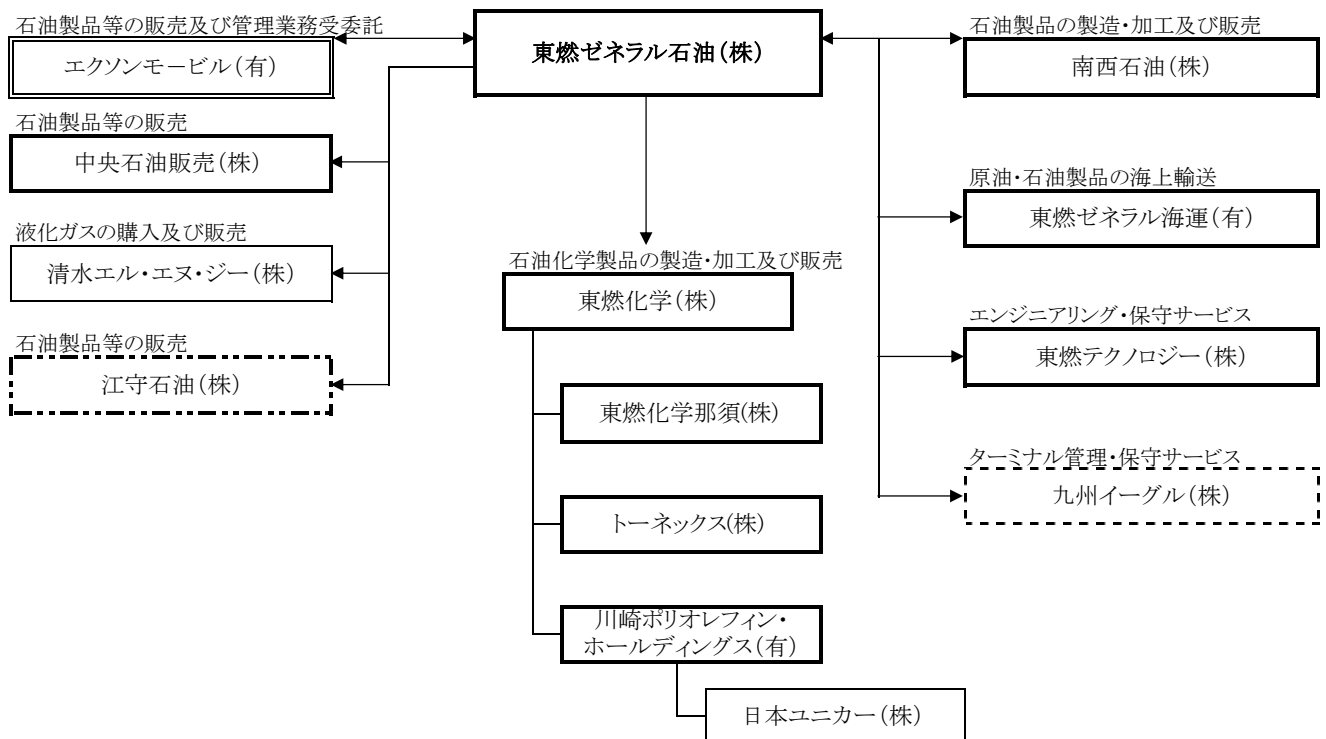 石油製品等の販売及び管理業務受委託
エクソンモービル(有)
東燃ゼネラル石油(株)
石油製品の製造・加工及び販売
南西石油(株)
石油製品等の販売
中央石油販売(株)
原油・石油製品の海上輸送
東燃ゼネラル海運(有)
液化ガスの購入及び販売
清水エル・エヌ・ジー(株)
石油化学製品の製造・加工及び販売
東燃化学(株)
エンジニアリング・保守サービス
東燃テクノロジー(株)
石油製品等の販売
江守石油(株)
東燃化学那須(株)
ターミナル管理・保守サービス
九州イーグル(株)
トーネックス(株)
川崎ポリオレフィン・
ホールディングス(有)
日本ユニカー(株)